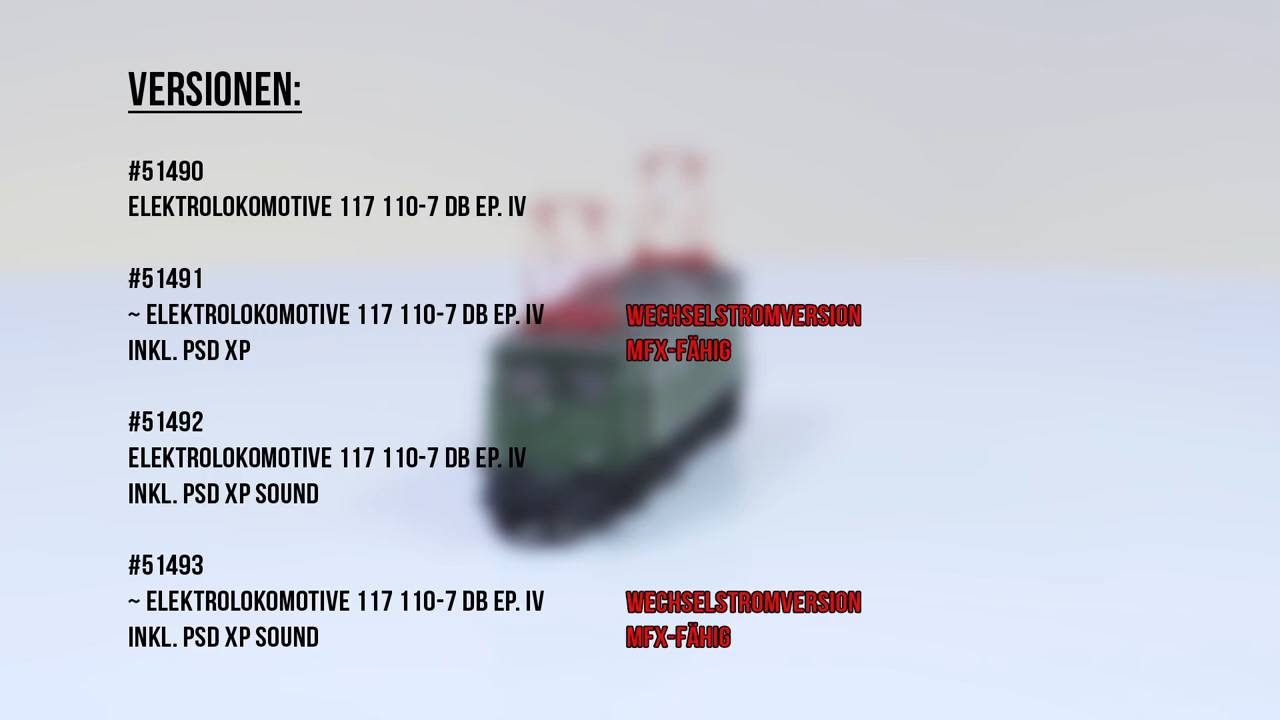 VERSIONEN:
#51490
ELEKTROLOKOMOTIVE 117 110-7 DB EP. IV
#51491
~ ELEKTROLOKOMOTIVE 117 110-7 DB EP. IV WECHSELSTROMVERSION
INKL. PSD XP MFX-FÄHIG
#51492
ELEKTROLOKOMOTIVE 117 110-7 DB EP. IV
INKL. PSD XP SOUND
#51493
~ ELEKTROLOKOMOTIVE 117 110-7 DB EP. IV WECHSELSTROMVERSION
INKL. PSD XP SOUND MFX-FÄHIG